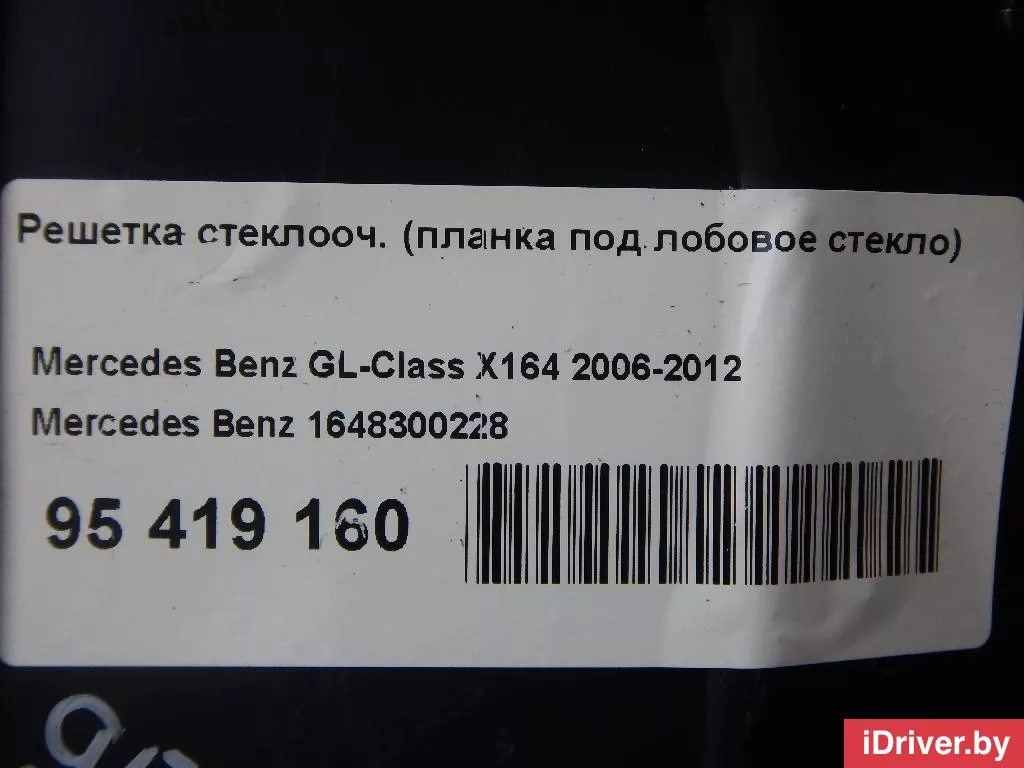 Решетка стеклооч. (планка под лобовое стекло)
Mercedes Benz GL-Class X164 2006-2012
Mercedes Benz 1648300228
95 419 160
iDriver.by